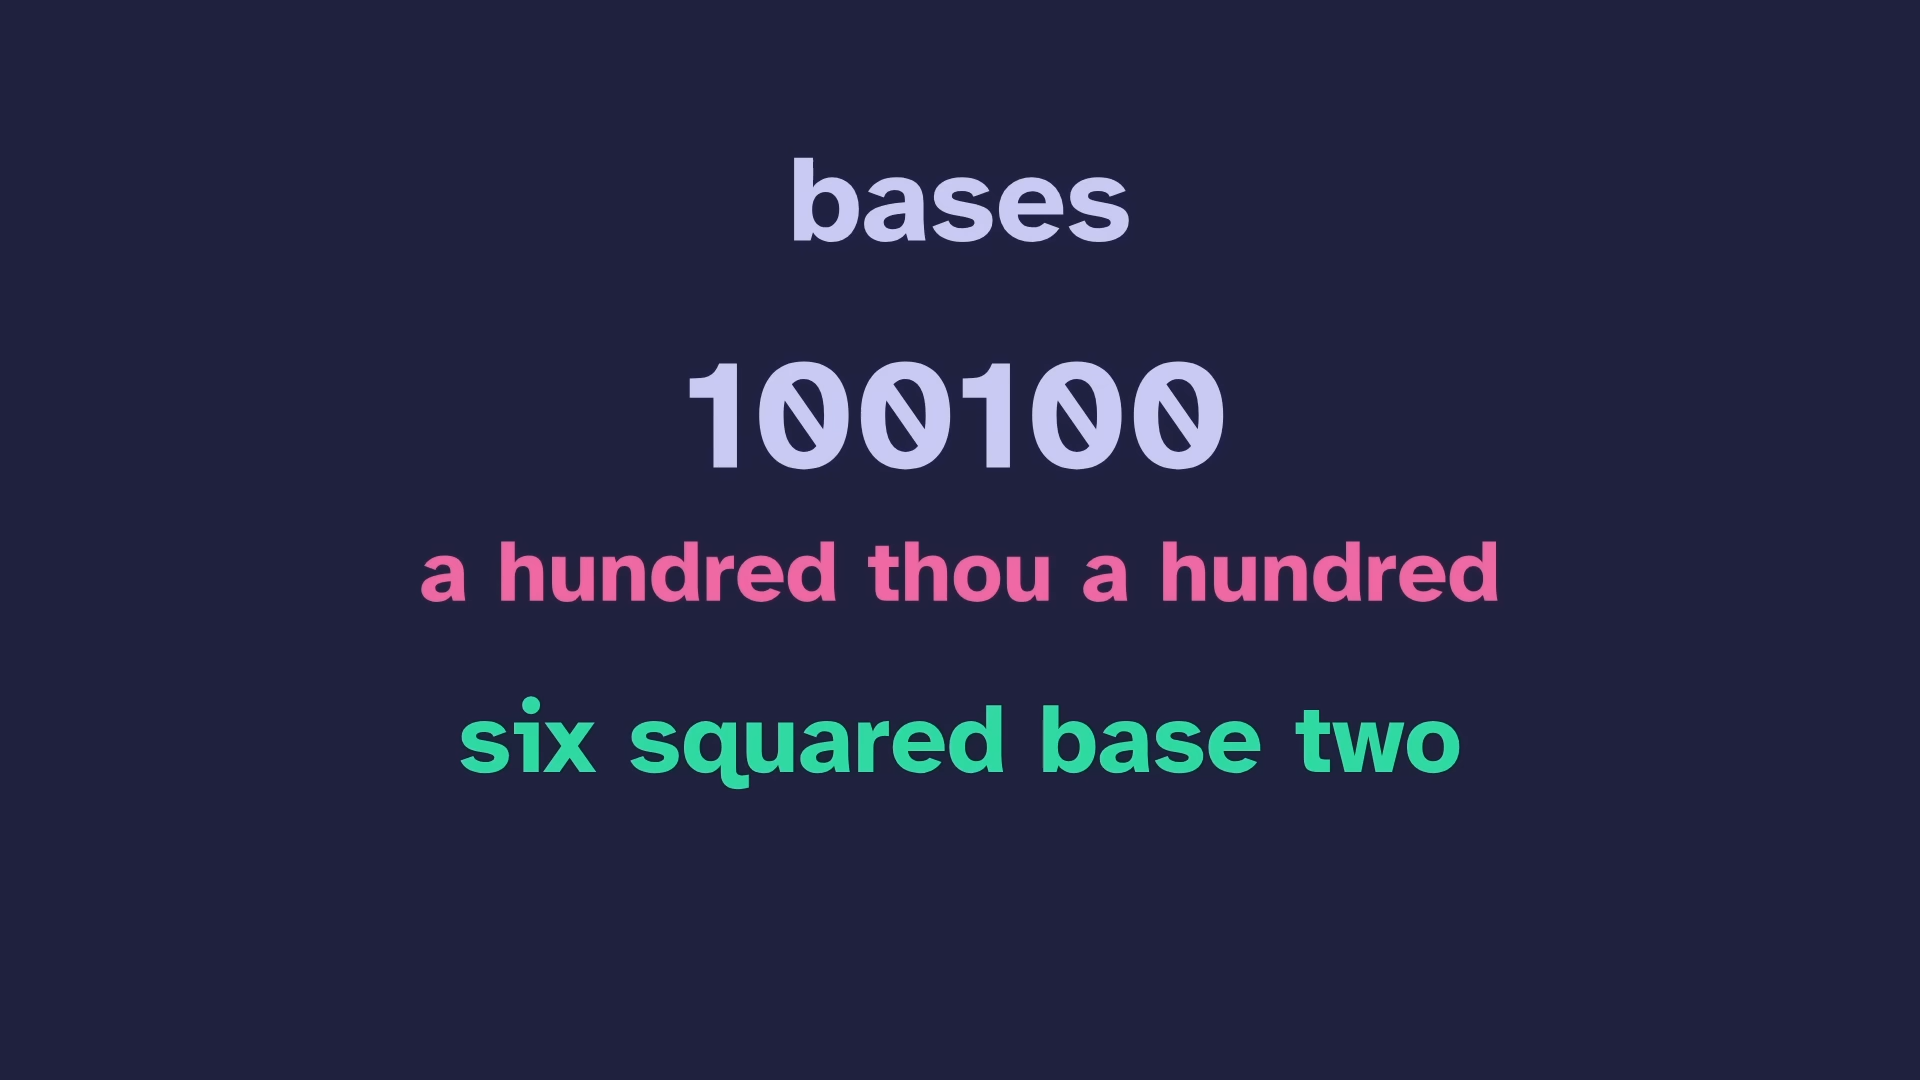 bases
100100
a hundred thou a hundred
six squared base two